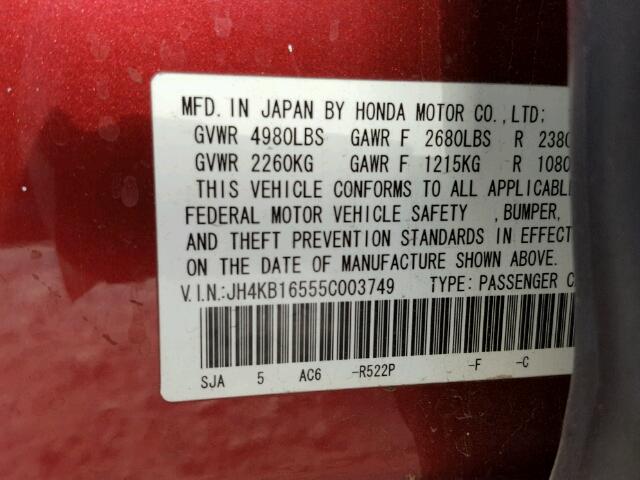 MFD. IN JAPAN BY HONDA MOTOR CO.,LTD;
GVWR 4980LBS GAWR F 2680LBS R 2380
GVWR 2260KG GAWR F 1215KG R 1080
THIS VEHICLE CONFORMS TO ALL APPLICABL
FEDERAL MOTOR VEHICLE SAFETY ,BUMPER,
AND THEFT PREVENTION STANDARDS IN EFFECT
ON THE DATE OF MANUFACTURE SHOWN ABOVE.
V.I.N.:JH4KB16555C003749 TYPE: PASSENGER C
SJA 5 AC6 -R522P -F -C